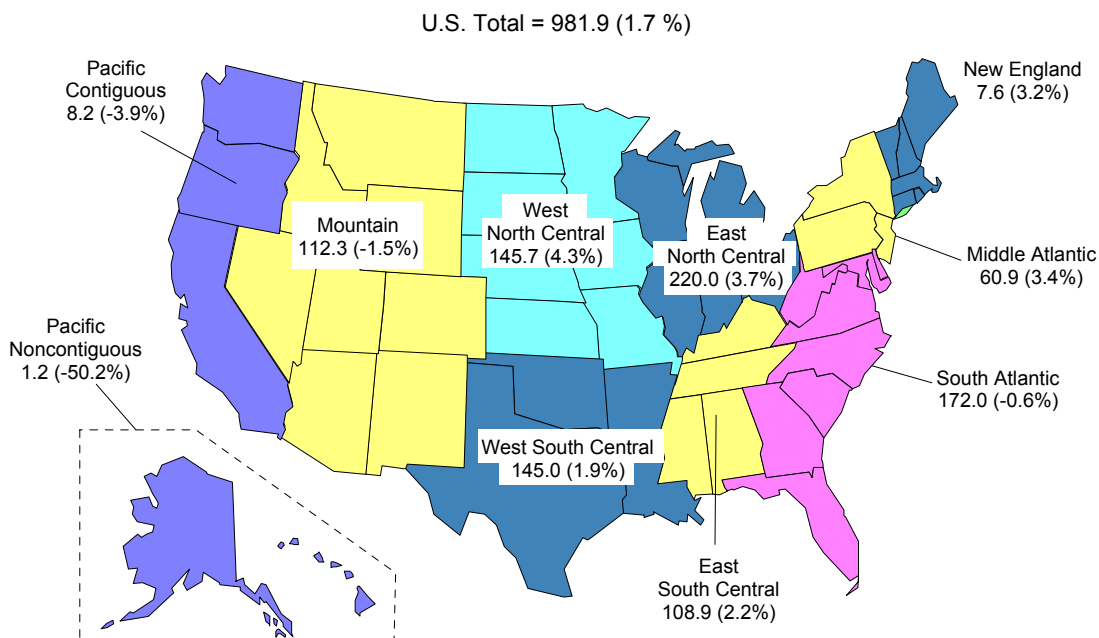 U.S. Total = 981.9 (1.7 %)
Pacific
Contiguous
8.2 (-3.9%)
New England
7.6 (3.2%)
Mountain
112.3 (-1.5%)
West
North Central
145.7 (4.3%)
East
North Central
220.0 (3.7%)
Middle Atlantic
60.9 (3.4%)
Pacific
Noncontiguous
1.2 (-50.2%)
South Atlantic
172.0 (-0.6%)
West South Central
145.0 (1.9%)
East
South Central
108.9 (2.2%)